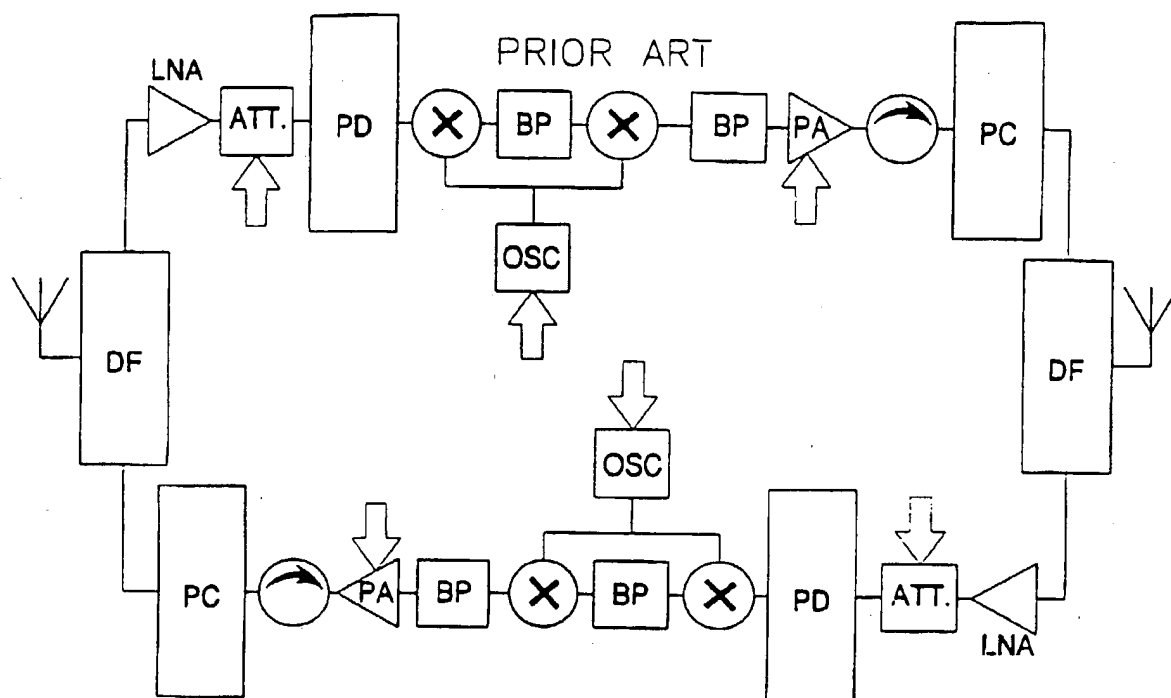 PRIOR ART
LNA
ATT.
PD
BP
BP
PA
PC
OSC
DF
DF
OSC
PC
PA
BP
BP
PD
ATT.
LNA